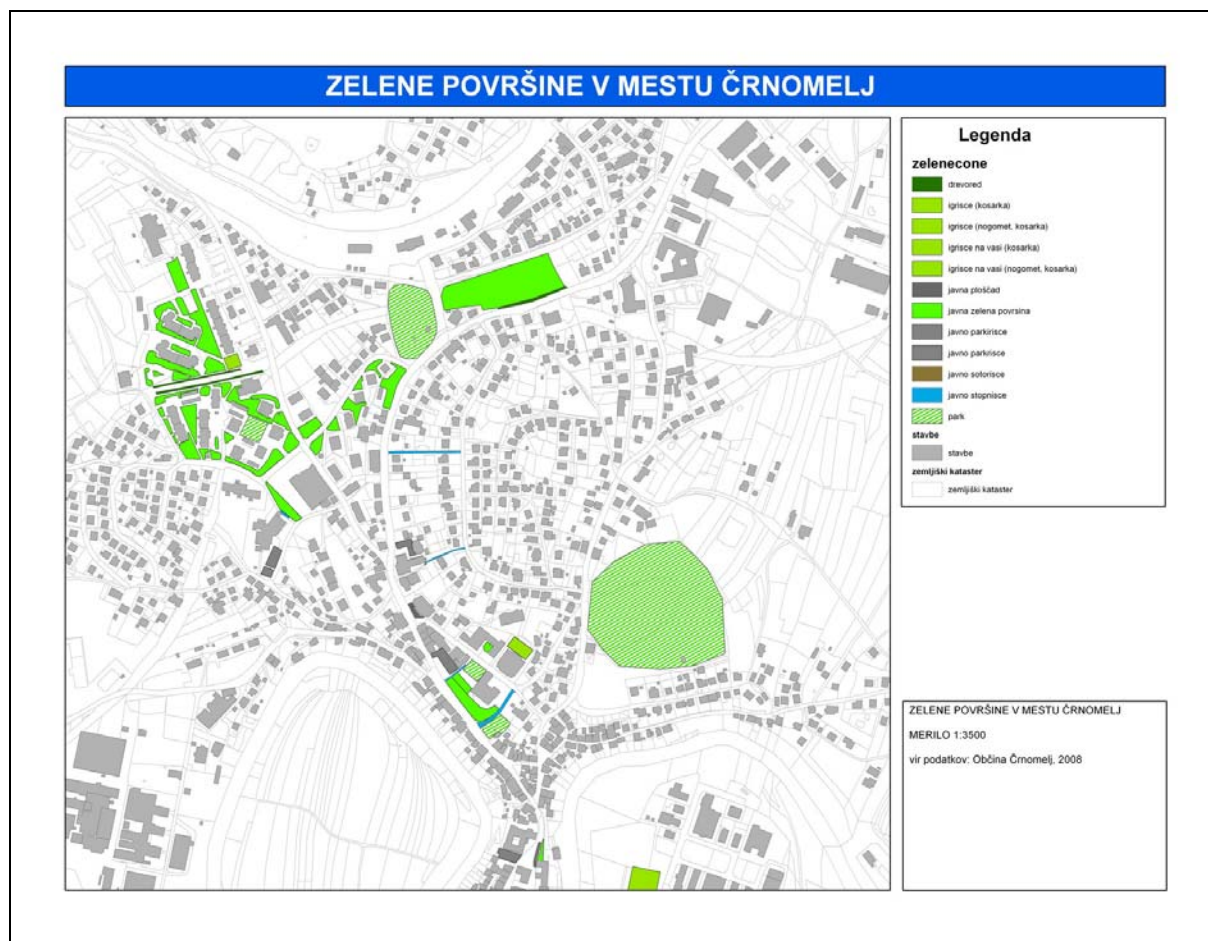 ZELENE POVRŠINE V MESTU ČRNOMELJ
Legenda
zelenecone
drevored
igrisce (kosarka)
igrisce (nogomet, kosarka)
igrisce na vasi (kosarka)
igrisce na vasi (nogomet, kosarka)
javna ploščad
javna zelena povrsina
javno parkirisce
javno parkrisce
javno sotorisce
javno stopnisce
park
stavbe
stavbe
zemljiški kataster
zemljiški kataster
ZELENE POVRŠINE V MESTU ČRNOMELJ
MERILO 1:3500
vir podatkov: Občina Črnomelj, 2008